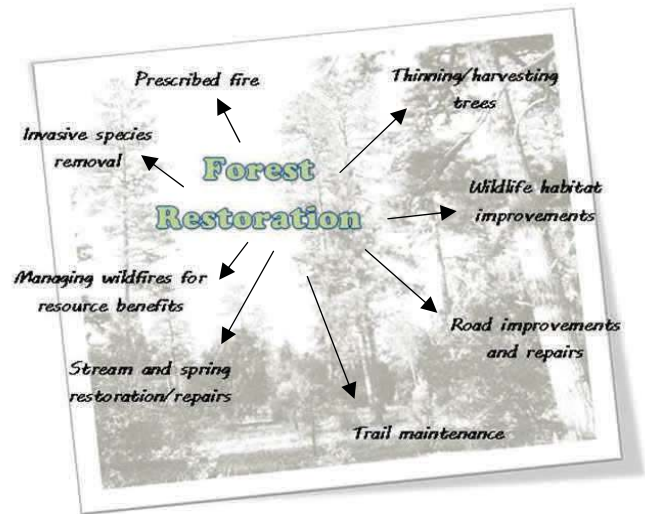 Prescribed fire
Thinning/harvesting
trees
Invasive species
removal
Forest
Restoration
Wildlife habitat
improvements
Managing wildfires for
resource benefits
Road improvements
and repairs
Stream and spring
restoration/repairs
Trail maintenance